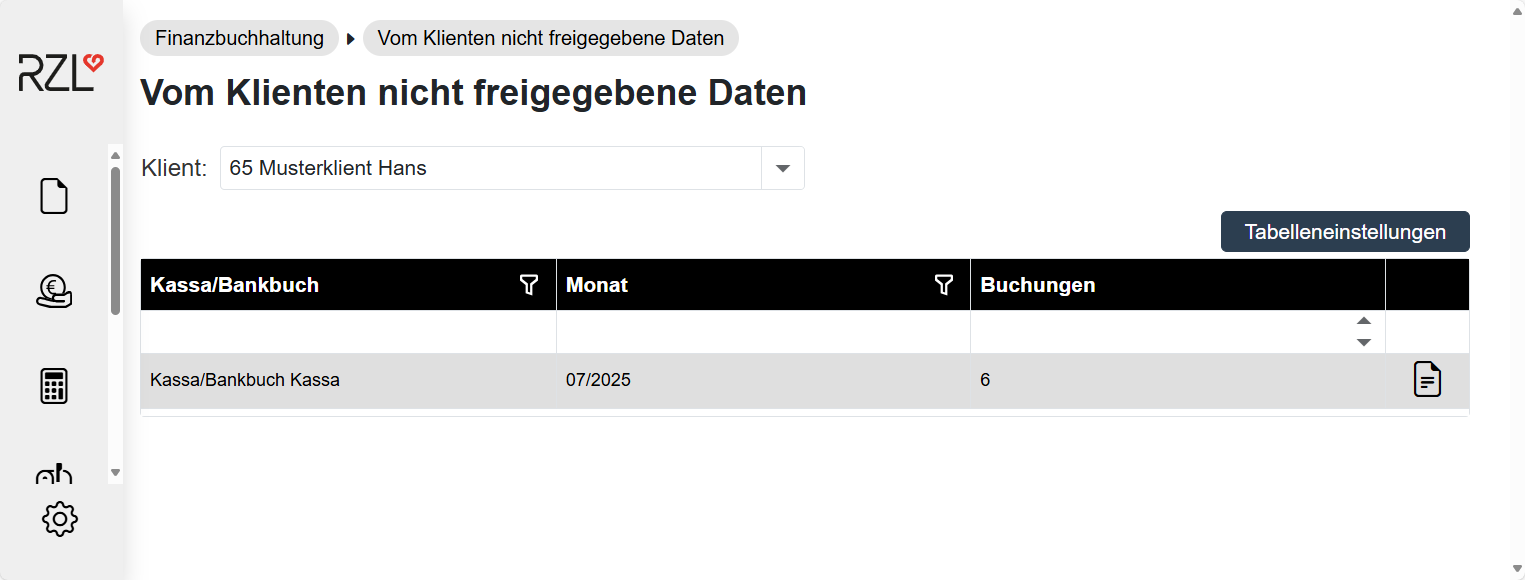 RZL
Finanzbuchhaltung Vom Klienten nicht freigegebene Daten
Vom Klienten nicht freigegebene Daten
Klient: 65 Musterklient Hans
Tabelleneinstellungen
Kassa/Bankbuch Monat Buchungen
Kassa/Bankbuch Kassa 07/2025 6